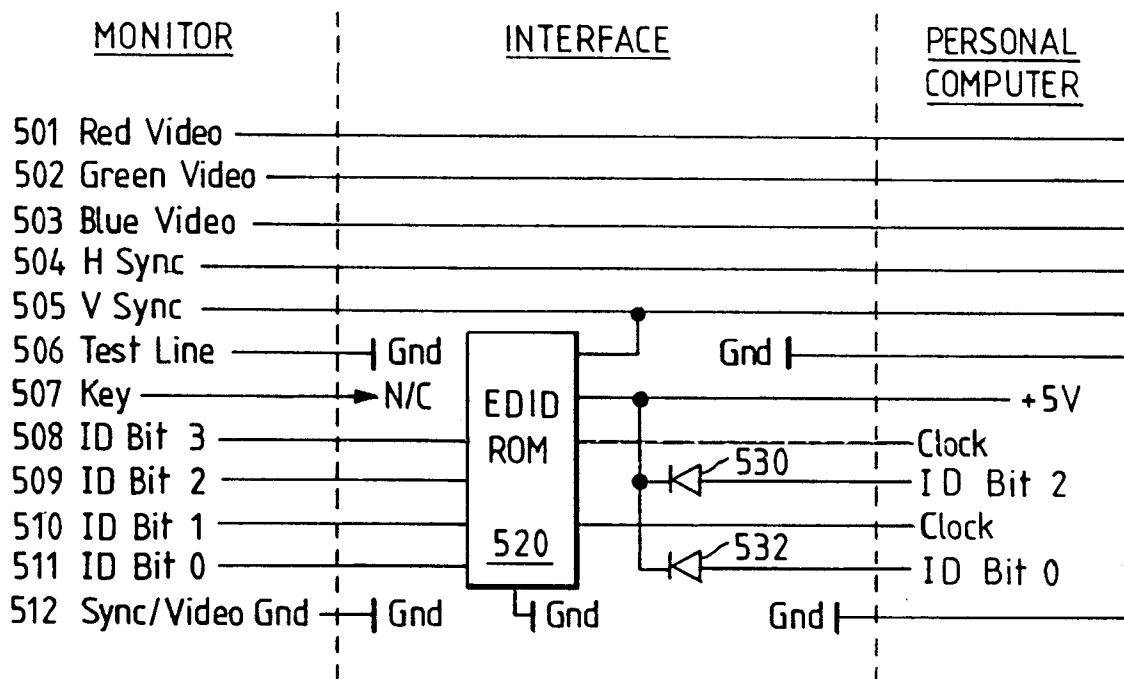 MONITOR INTERFACE PERSONAL
COMPUTER
501 Red Video
502 Green Video
503 Blue Video
504 H Sync
505 V Sync
506 Test Line Gnd Gnd
507 Key N/C EDID +5V
508 ID Bit 3 ROM Clock
509 ID Bit 2 530 ID Bit 2
510 ID Bit 1 520 Clock
511 ID Bit 0 532 ID Bit 0
512 Sync/Video Gnd Gnd Gnd Gnd